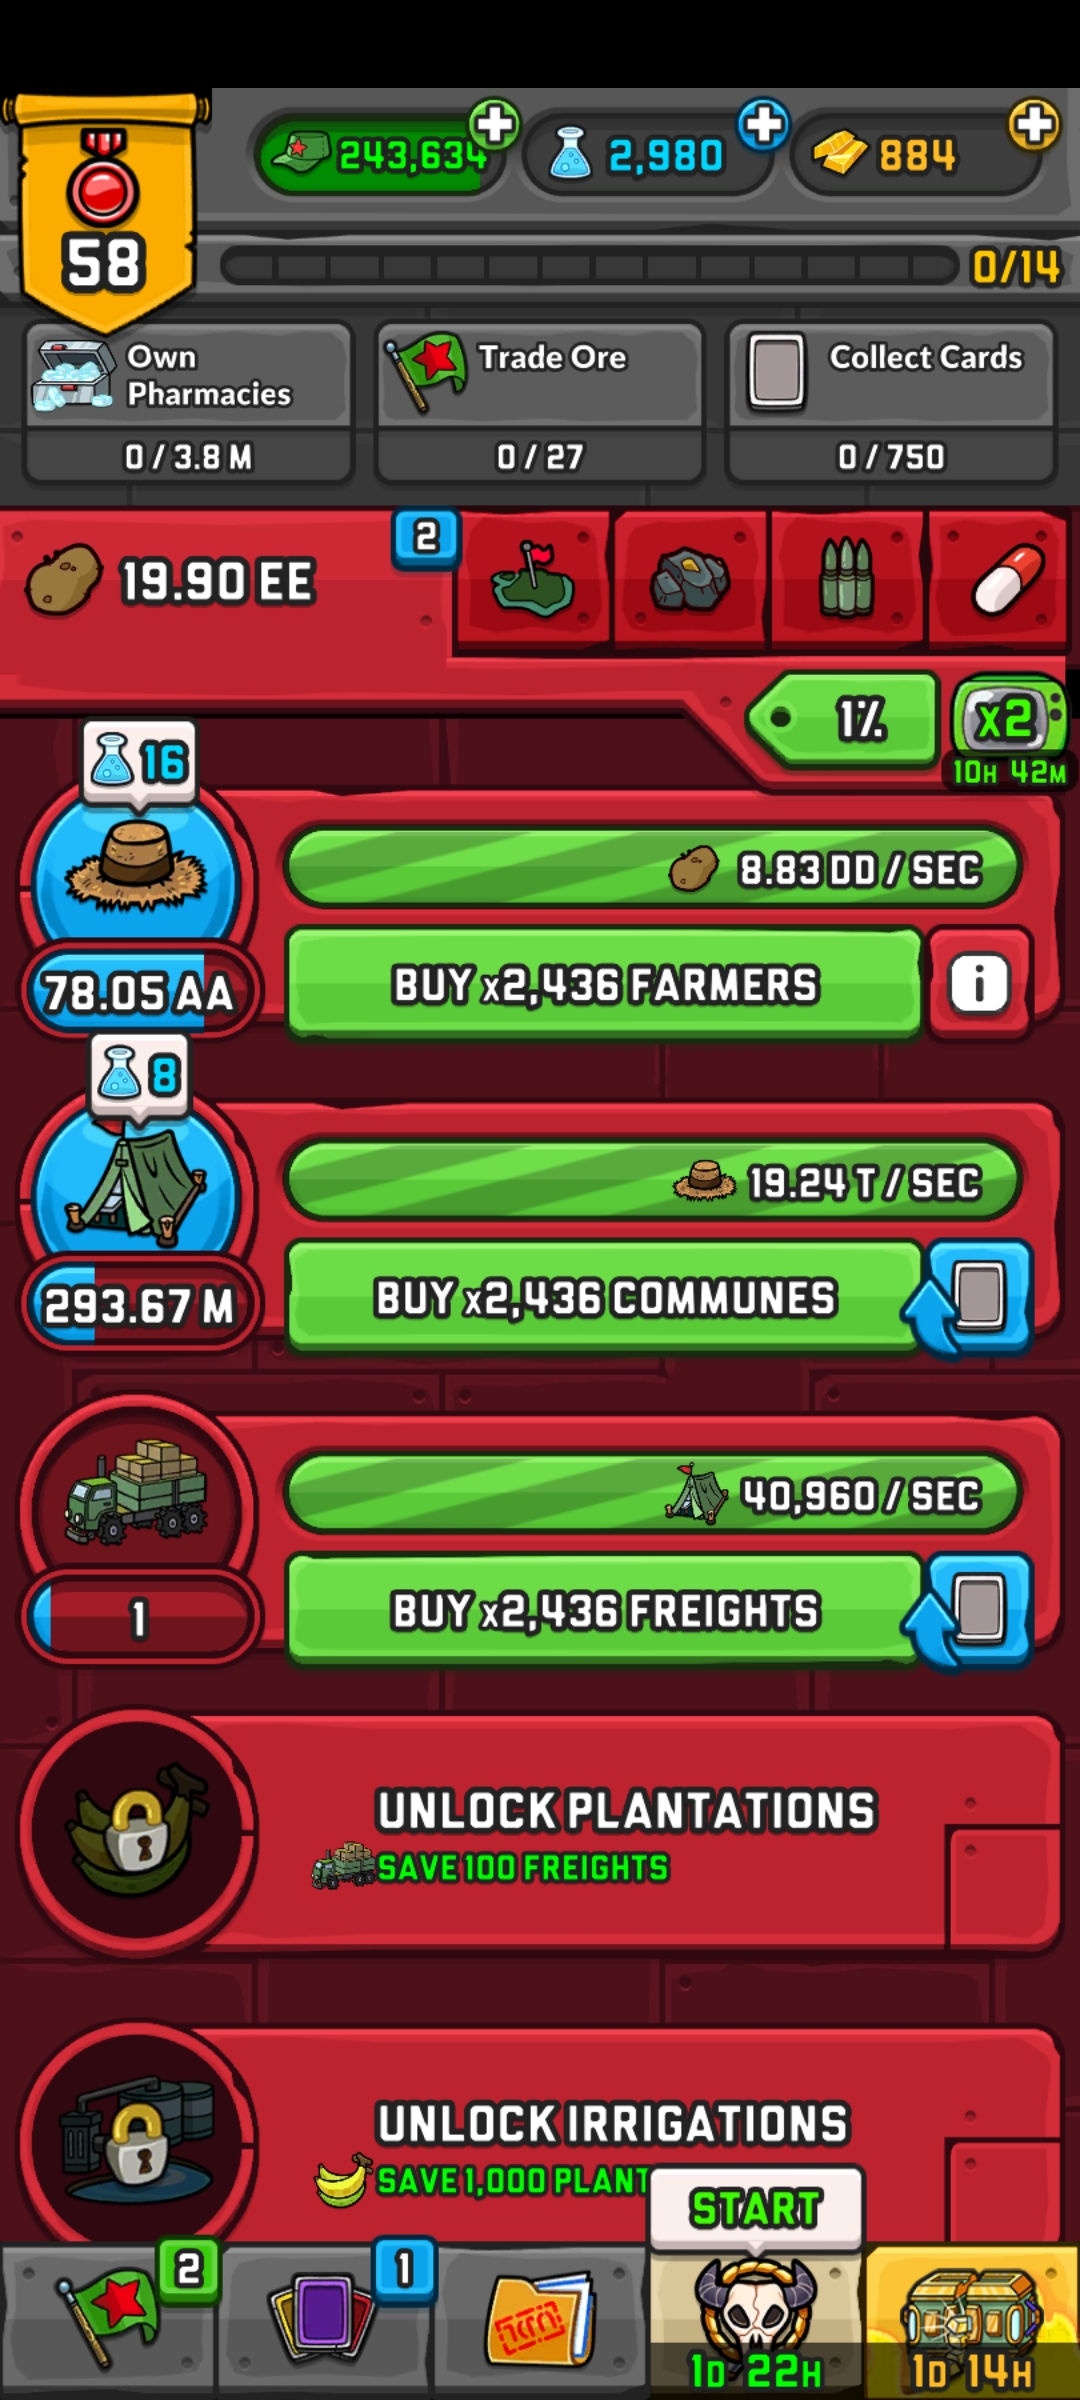 58
243,634
2,980
884
0/14
Own
Pharmacies
0 / 3.8 M
Trade Ore
0 / 27
Collect Cards
0 / 750
19.90 EE
2
1%
x2
10H 42M
16
8.83 DD / SEC
78.05 AA
BUY x2,436 FARMERS
i
8
19.24 T / SEC
293.67 M
BUY x2,436 COMMUNES
40,960 / SEC
1
BUY x2,436 FREIGHTS
UNLOCK PLANTATIONS
SAVE 100 FREIGHTS
UNLOCK IRRIGATIONS
SAVE 1,000 PLANT
START
2
1
1D 22H
1D 14H